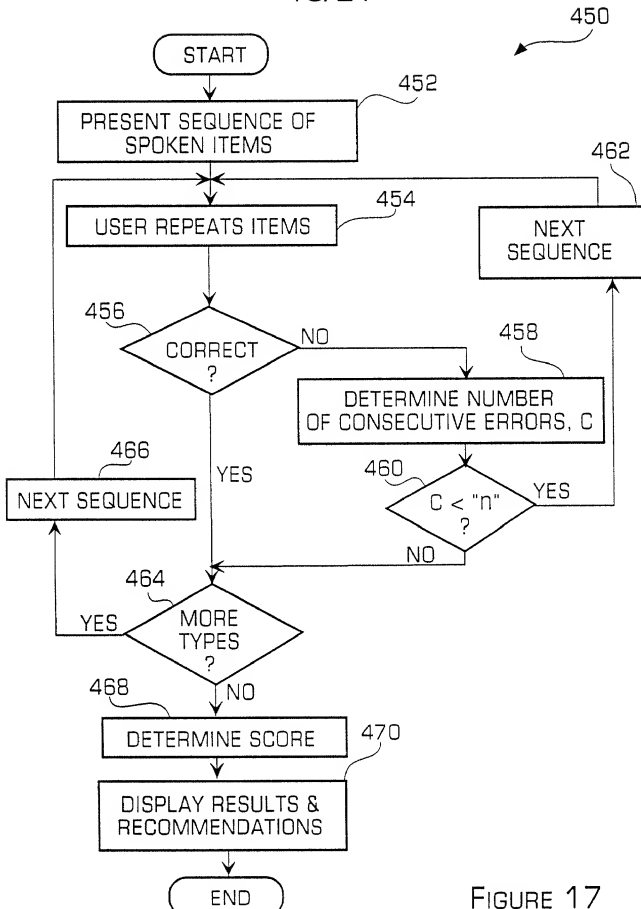 450
START
452
PRESENT SEQUENCE OF
SPOKEN ITEMS
462
454
USER REPEATS ITEMS
NEXT
SEQUENCE
456
CORRECT
?
NO
458
DETERMINE NUMBER
OF CONSECUTIVE ERRORS, C
466
YES
460
NEXT SEQUENCE
C < "n"
?
YES
NO
464
YES
MORE
TYPES
?
468
NO
DETERMINE SCORE
470
DISPLAY RESULTS &
RECOMMENDATIONS
END
FIGURE 17